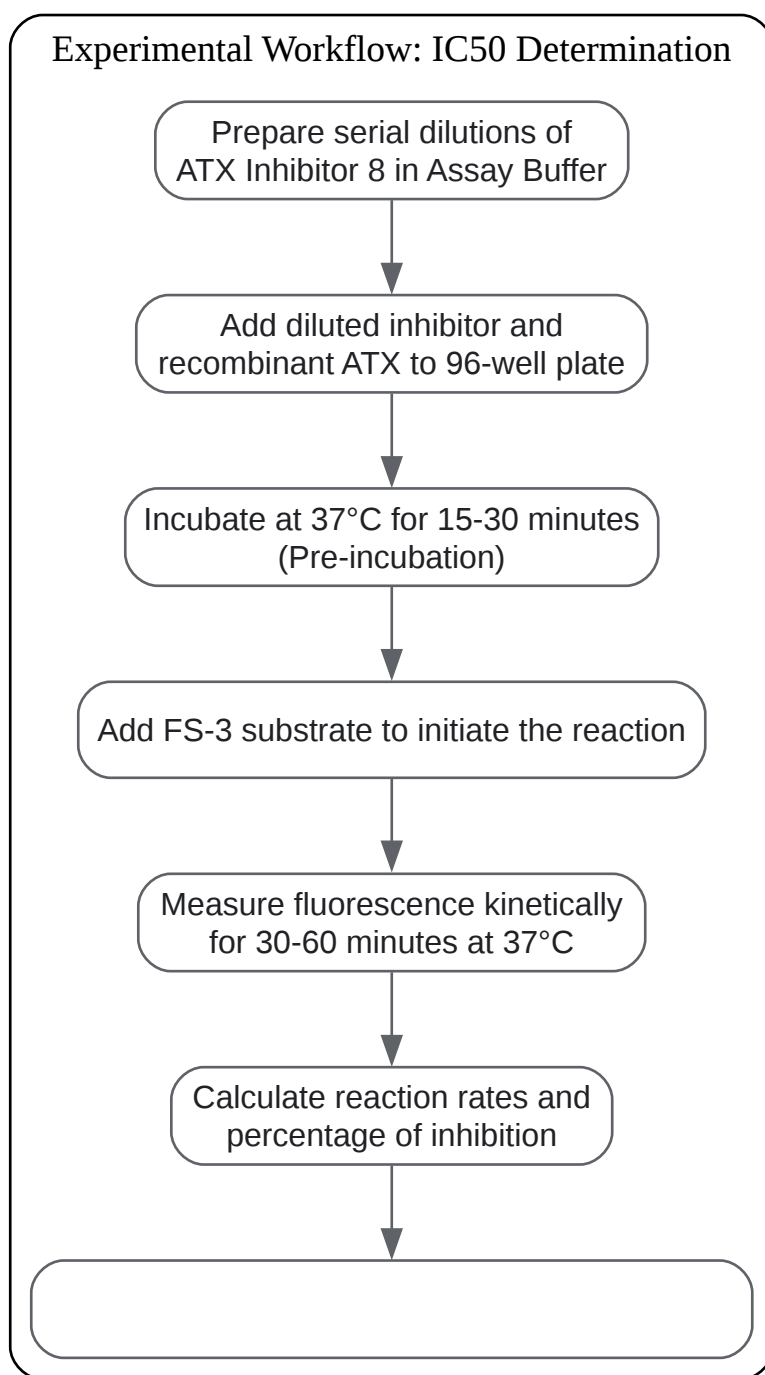 Experimental Workflow: IC50 Determination
Prepare serial dilutions of
ATX Inhibitor 8 in Assay Buffer
Add diluted inhibitor and
recombinant ATX to 96-well plate
Incubate at 37°C for 15-30 minutes
(Pre-incubation)
Add FS-3 substrate to initiate the reaction
Measure fluorescence kinetically
for 30-60 minutes at 37°C
Calculate reaction rates and
percentage of inhibition